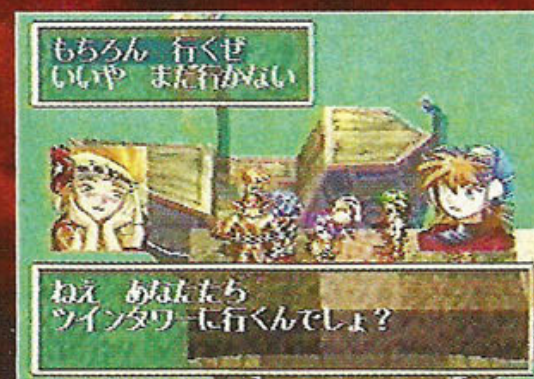 もちろん 行くぜ
いいや まだ行かない
ねえ あなたたち
ツインタワーに行くんでしょ？